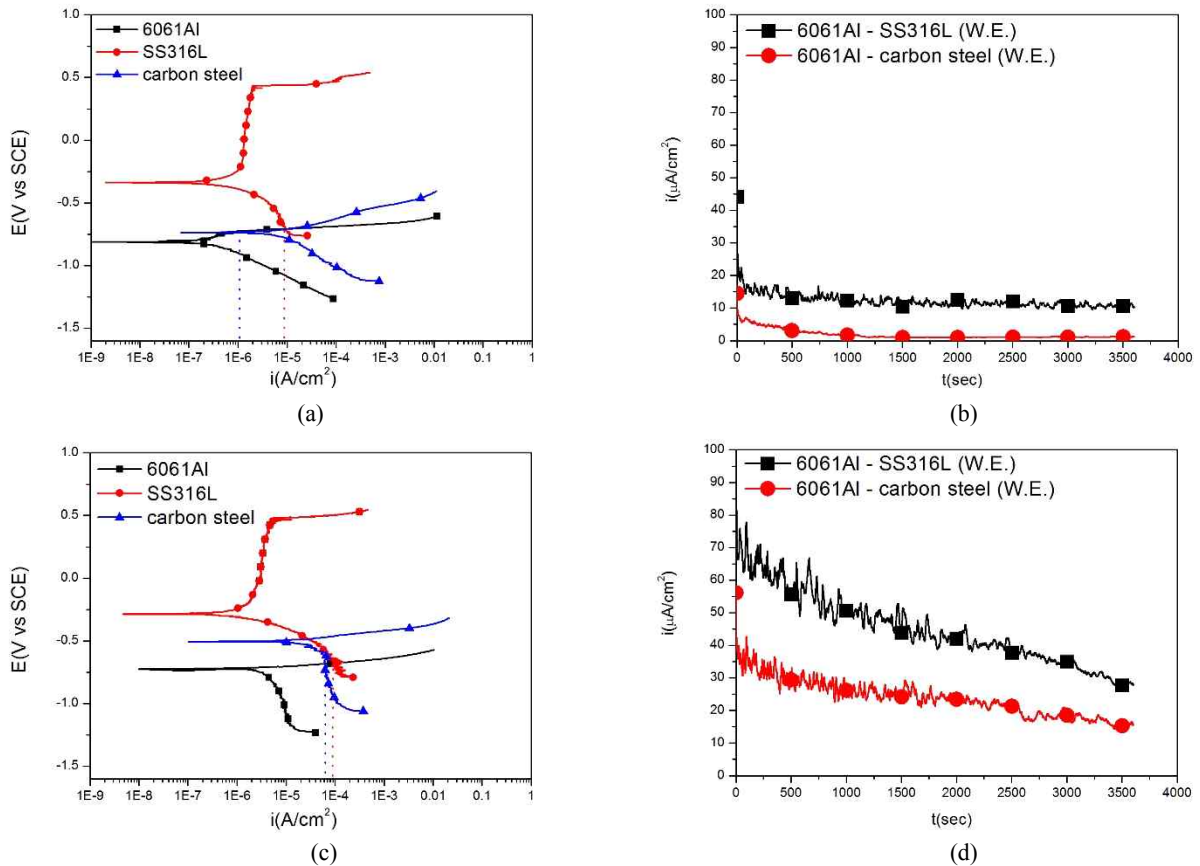 6061Al
SS316L
carbon steel
1.0
0.5
0.0
-0.5
-1.0
-1.5
E(V vs SCE)
1E-9 1E-8 1E-7 1E-6 1E-5 1E-4 1E-3 0.01 0.1 1
i(A/cm²)
(a)
6061Al - SS316L (W.E.)
6061Al - carbon steel (W.E.)
100
90
80
70
60
50
40
30
20
10
0
i(μA/cm²)
0 500 1000 1500 2000 2500 3000 3500 4000
t(sec)
(b)
6061Al
SS316L
carbon steel
1.0
0.5
0.0
-0.5
-1.0
-1.5
E(V vs SCE)
1E-9 1E-8 1E-7 1E-6 1E-5 1E-4 1E-3 0.01 0.1 1
i(A/cm²)
(c)
6061Al - SS316L (W.E.)
6061Al - carbon steel (W.E.)
100
90
80
70
60
50
40
30
20
10
0
i(μA/cm²)
0 500 1000 1500 2000 2500 3000 3500 4000
t(sec)
(d)